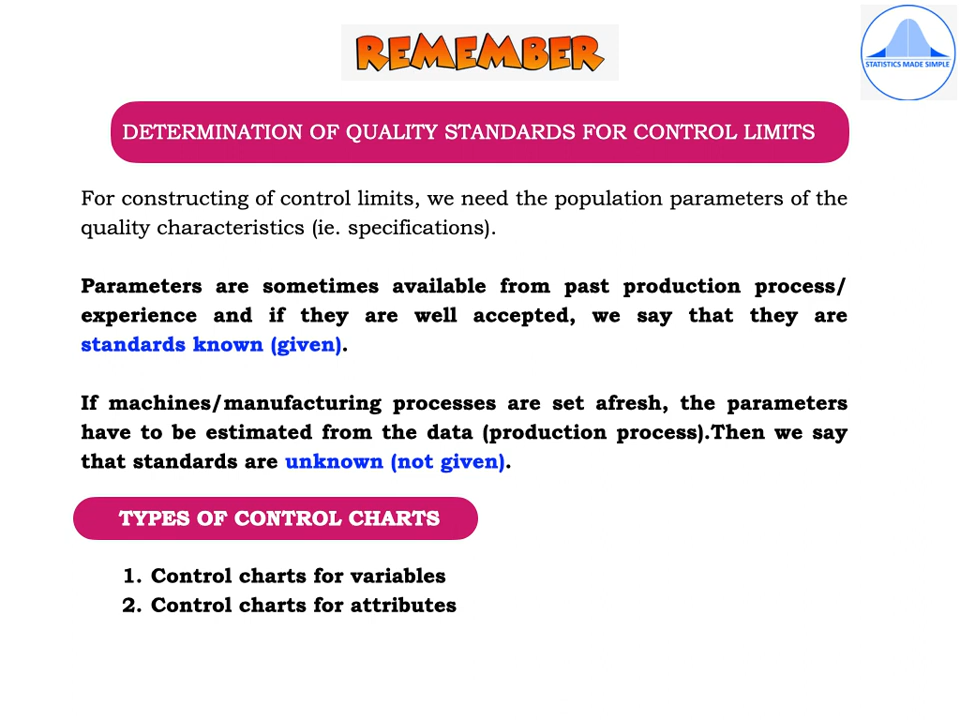 REMEMBER
STATISTICS MADE SIMPLE
DETERMINATION OF QUALITY STANDARDS FOR CONTROL LIMITS
For constructing of control limits, we need the population parameters of the
quality characteristics (ie. specifications).
Parameters are sometimes available from past production process/
experience and if they are well accepted, we say that they are
standards known (given).
If machines/manufacturing processes are set afresh, the parameters
have to be estimated from the data (production process).Then we say
that standards are unknown (not given).
TYPES OF CONTROL CHARTS
1. Control charts for variables
2. Control charts for attributes